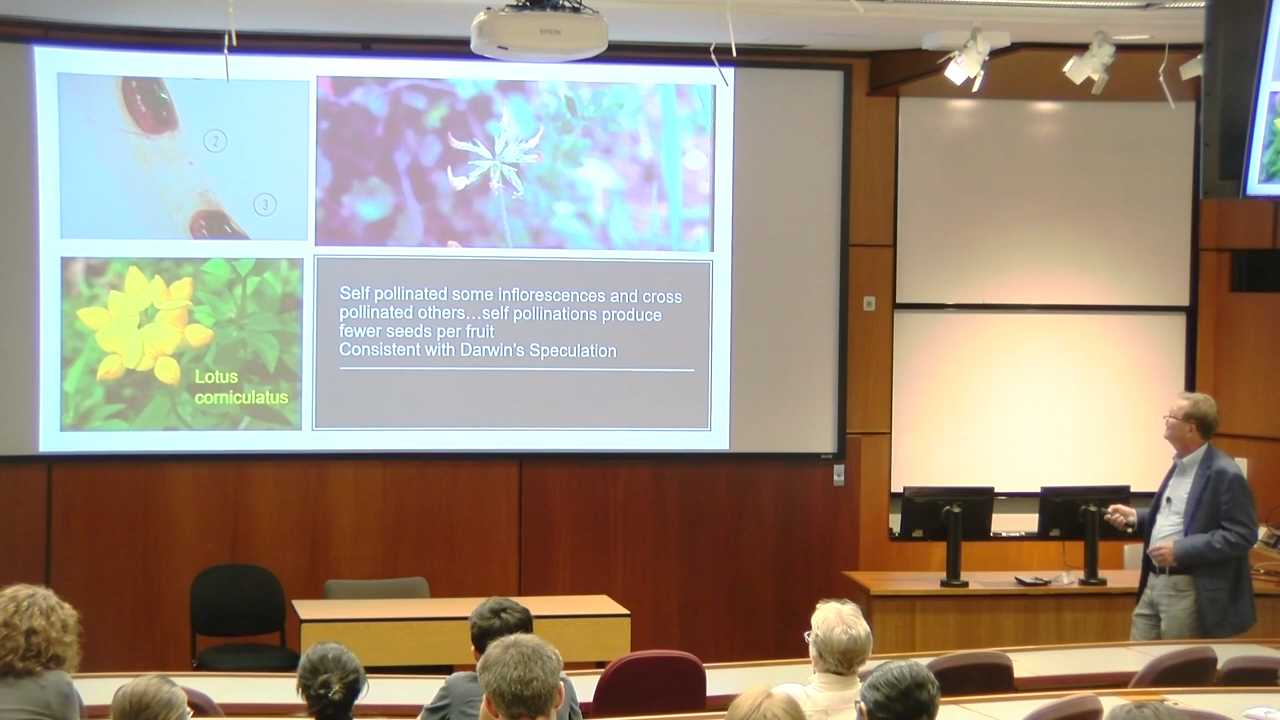 EPSON
2
3
Lotus
corniculatus
Self pollinated some inflorescences and cross
pollinated others...self pollinations produce
fewer seeds per fruit
Consistent with Darwin's Speculation